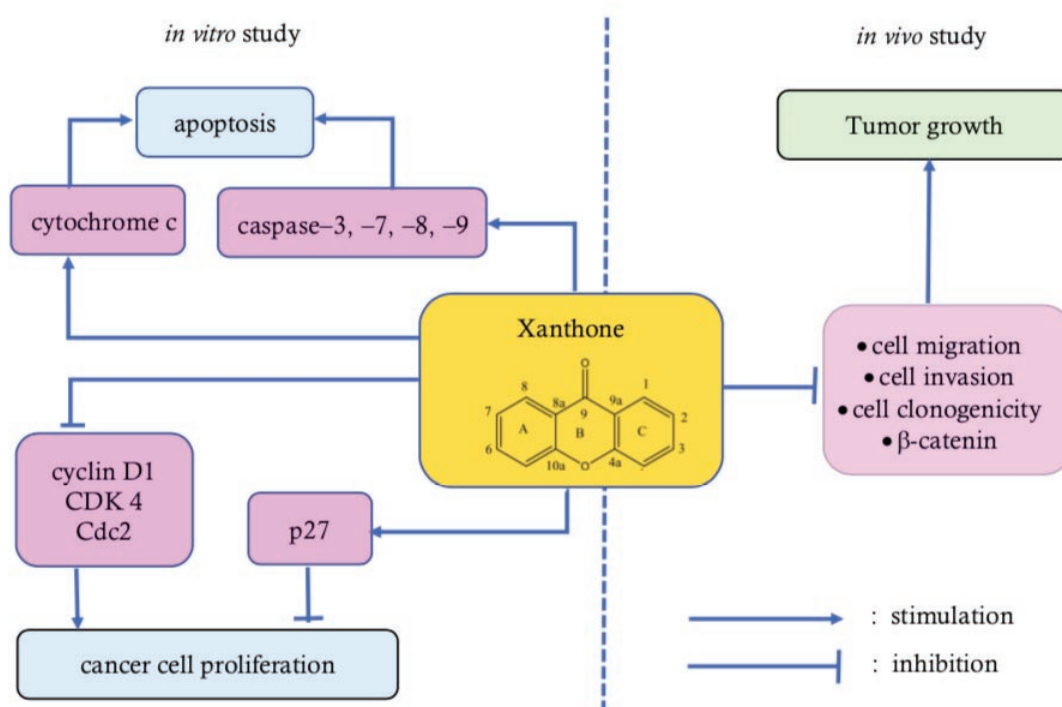 in vitro study
in vivo study
apoptosis
Tumor growth
cytochrome c
caspase–3, –7, –8, –9
Xanthone
O
8
1
8a
9a
7
9
2
A
B
C
6
3
10a
O
4a
• cell migration
• cell invasion
• cell clonogenicity
• β-catenin
cyclin D1
CDK 4
Cdc2
p27
cancer cell proliferation
: stimulation
: inhibition